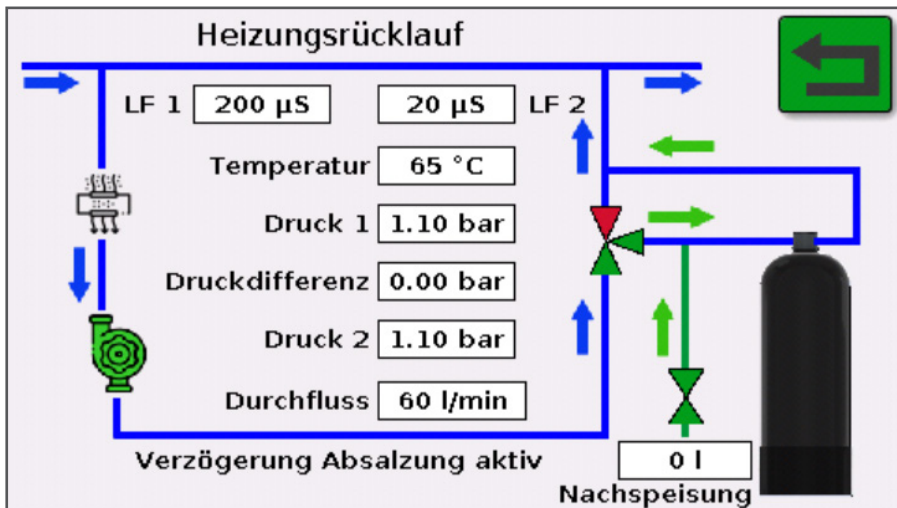 Heizungsrücklauf
LF 1 200 µS 20 µS LF 2
Temperatur 65 °C
Druck 1 1.10 bar
Druckdifferenz 0.00 bar
Druck 2 1.10 bar
Durchfluss 60 l/min
Verzögerung Absalzung aktiv 0 l
Nachspeisung